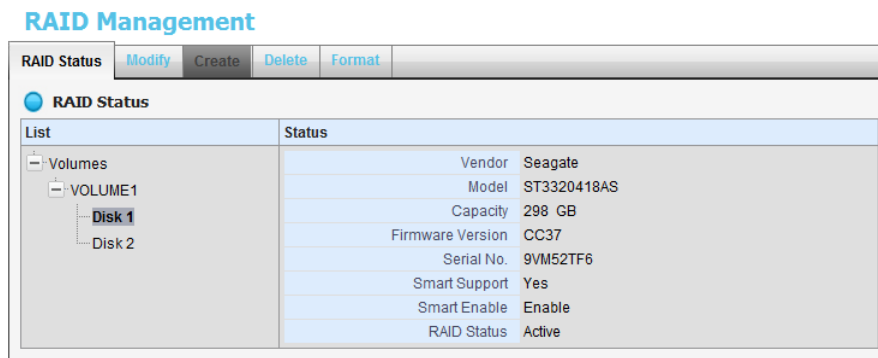 RAID Management
RAID Status Modify Create Delete Format
RAID Status
List Status
Volumes
VOLUME1
Disk 1
Disk 2
Vendor Seagate
Model ST3320418AS
Capacity 298 GB
Firmware Version CC37
Serial No. 9VM52TF6
Smart Support Yes
Smart Enable Enable
RAID Status Active